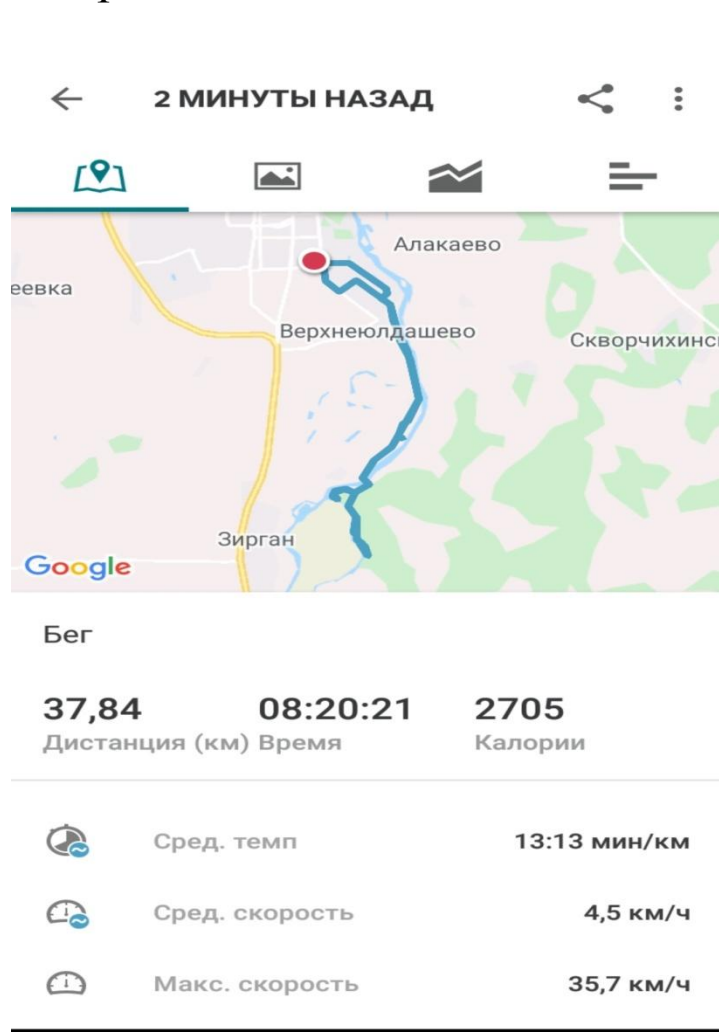 2 МИНУТЫ НАЗАД
Алакаево
еевка
Верхнеюлдашево
Скворчихинс
Зирган
Google
Бег
37,84 08:20:21 2705
Дистанция (км) Время Калории
Сред. темп 13:13 мин/км
Сред. скорость 4,5 км/ч
Макс. скорость 35,7 км/ч